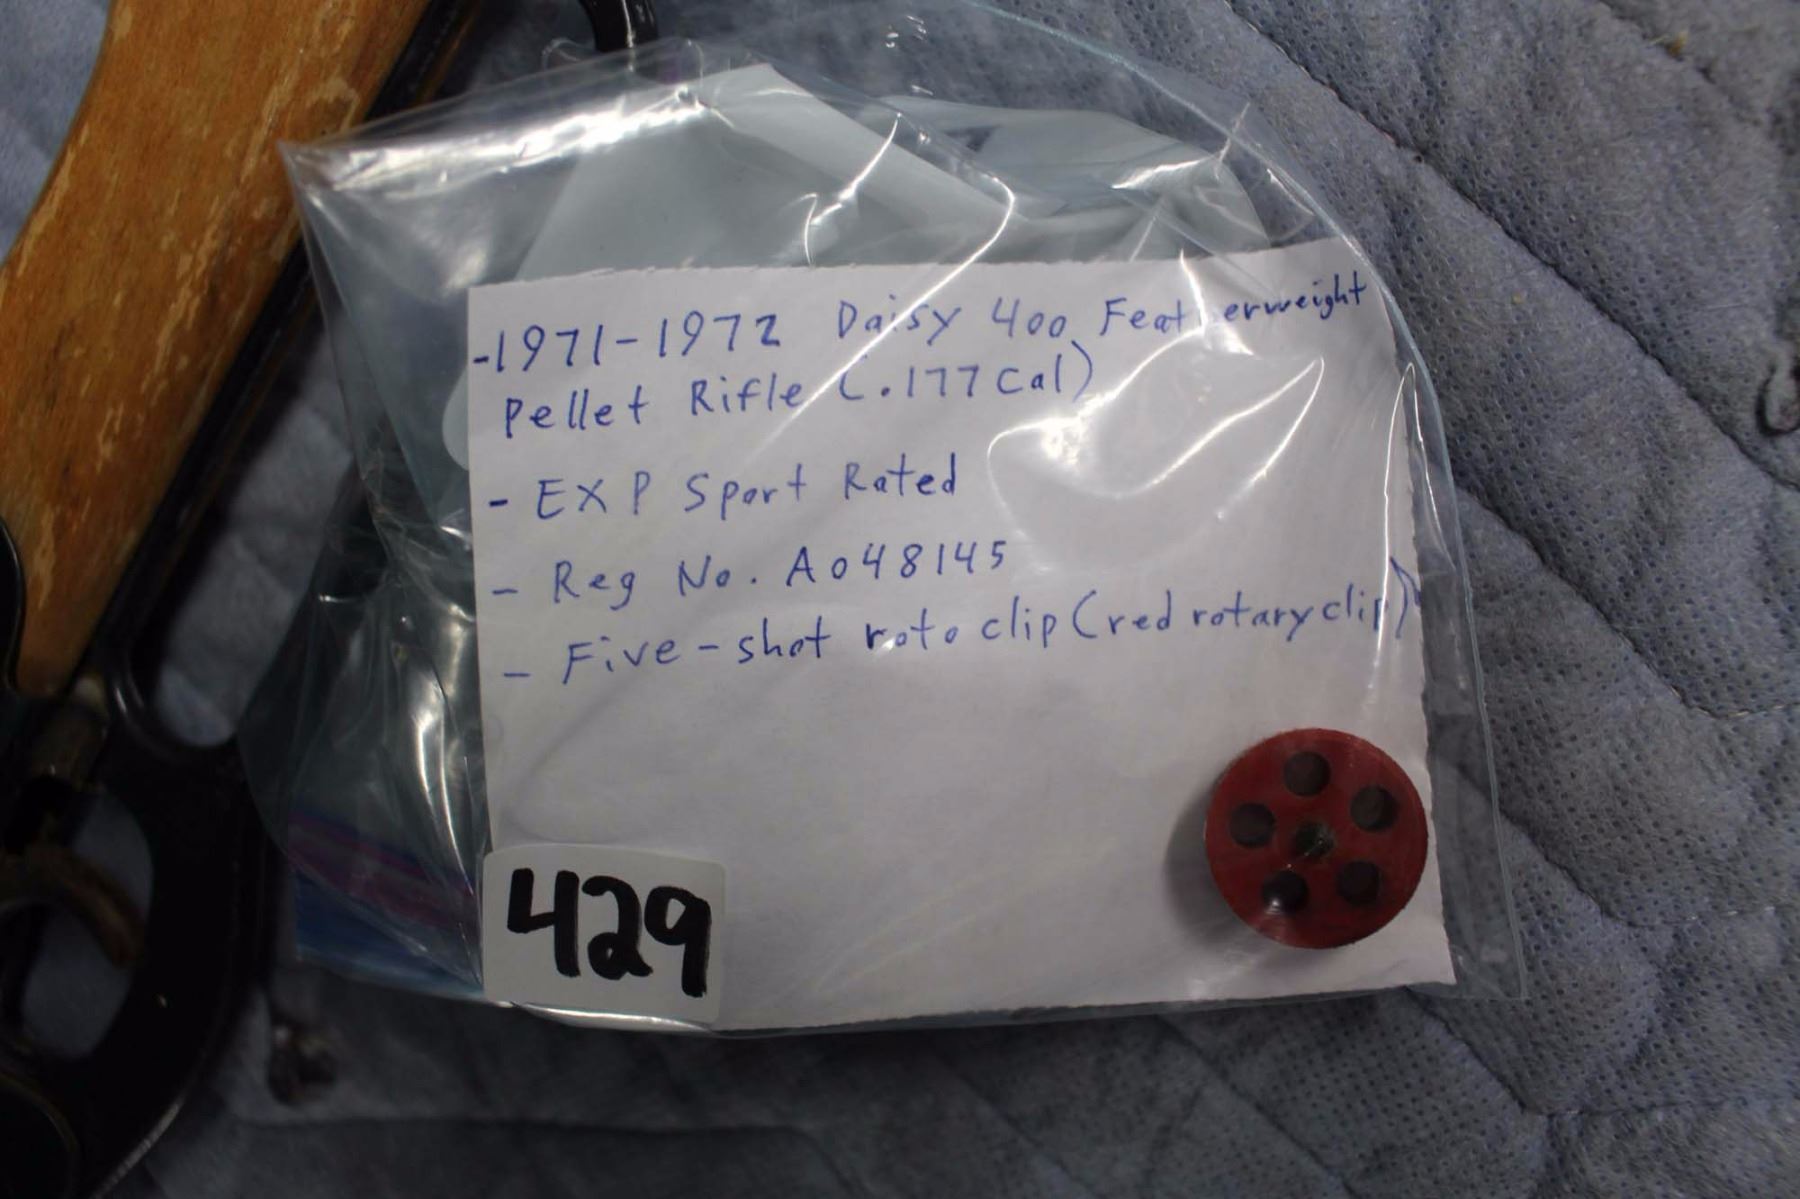 -1971-1972 Daisy 400 Featherweight
Pellet Rifle (.177 Cal)
- EXP Sport Rated
- Reg No. A048145
- Five-shot roto clip (red rotary clip)
429